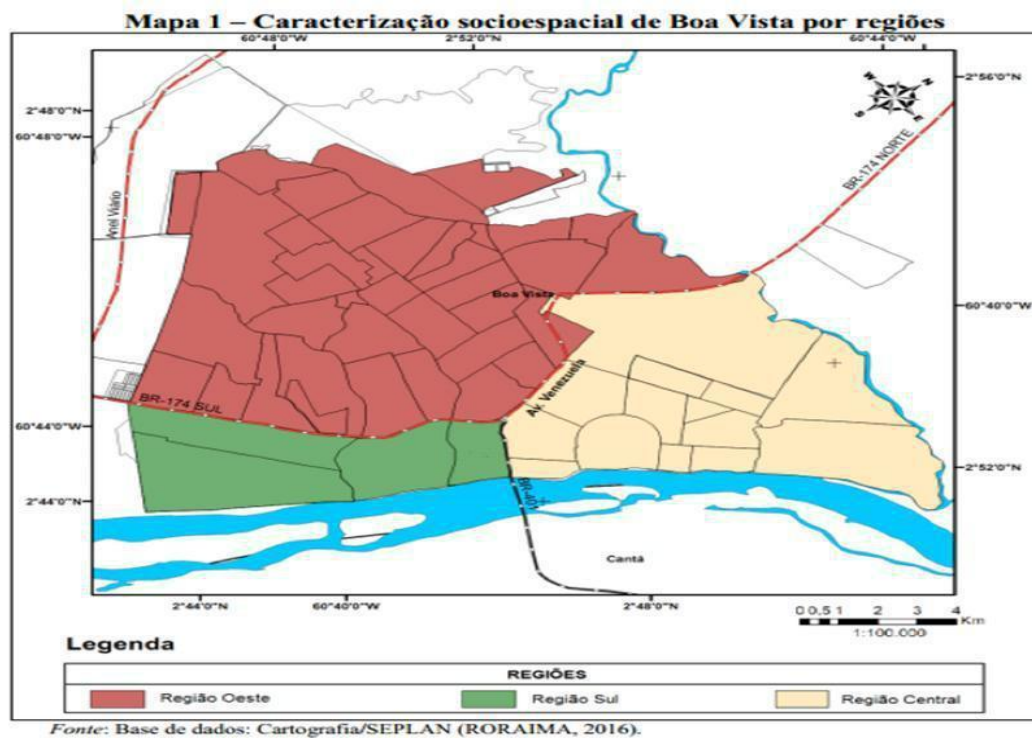 Mapa 1 – Caracterização socioespacial de Boa Vista por regiões
60°48'0"W 2°52'0"N 60°44'0"W
2°56'0"N
2°48'0"N
60°48'0"W
W N
S E
BR-174 NORTE
Anel Viário
Boa Vista
60°40'0"W
Av. Venezuela
BR-174 SUL
60°44'0"W
2°52'0"N
2°44'0"N
BR-401
Cantá
2°44'0"N 60°40'0"W 2°48'0"N
0 0,5 1 2 3 4
Km
1:100.000
Legenda
REGIÕES
Região Oeste Região Sul Região Central
Fonte: Base de dados: Cartografia/SEPLAN (RORAIMA, 2016).